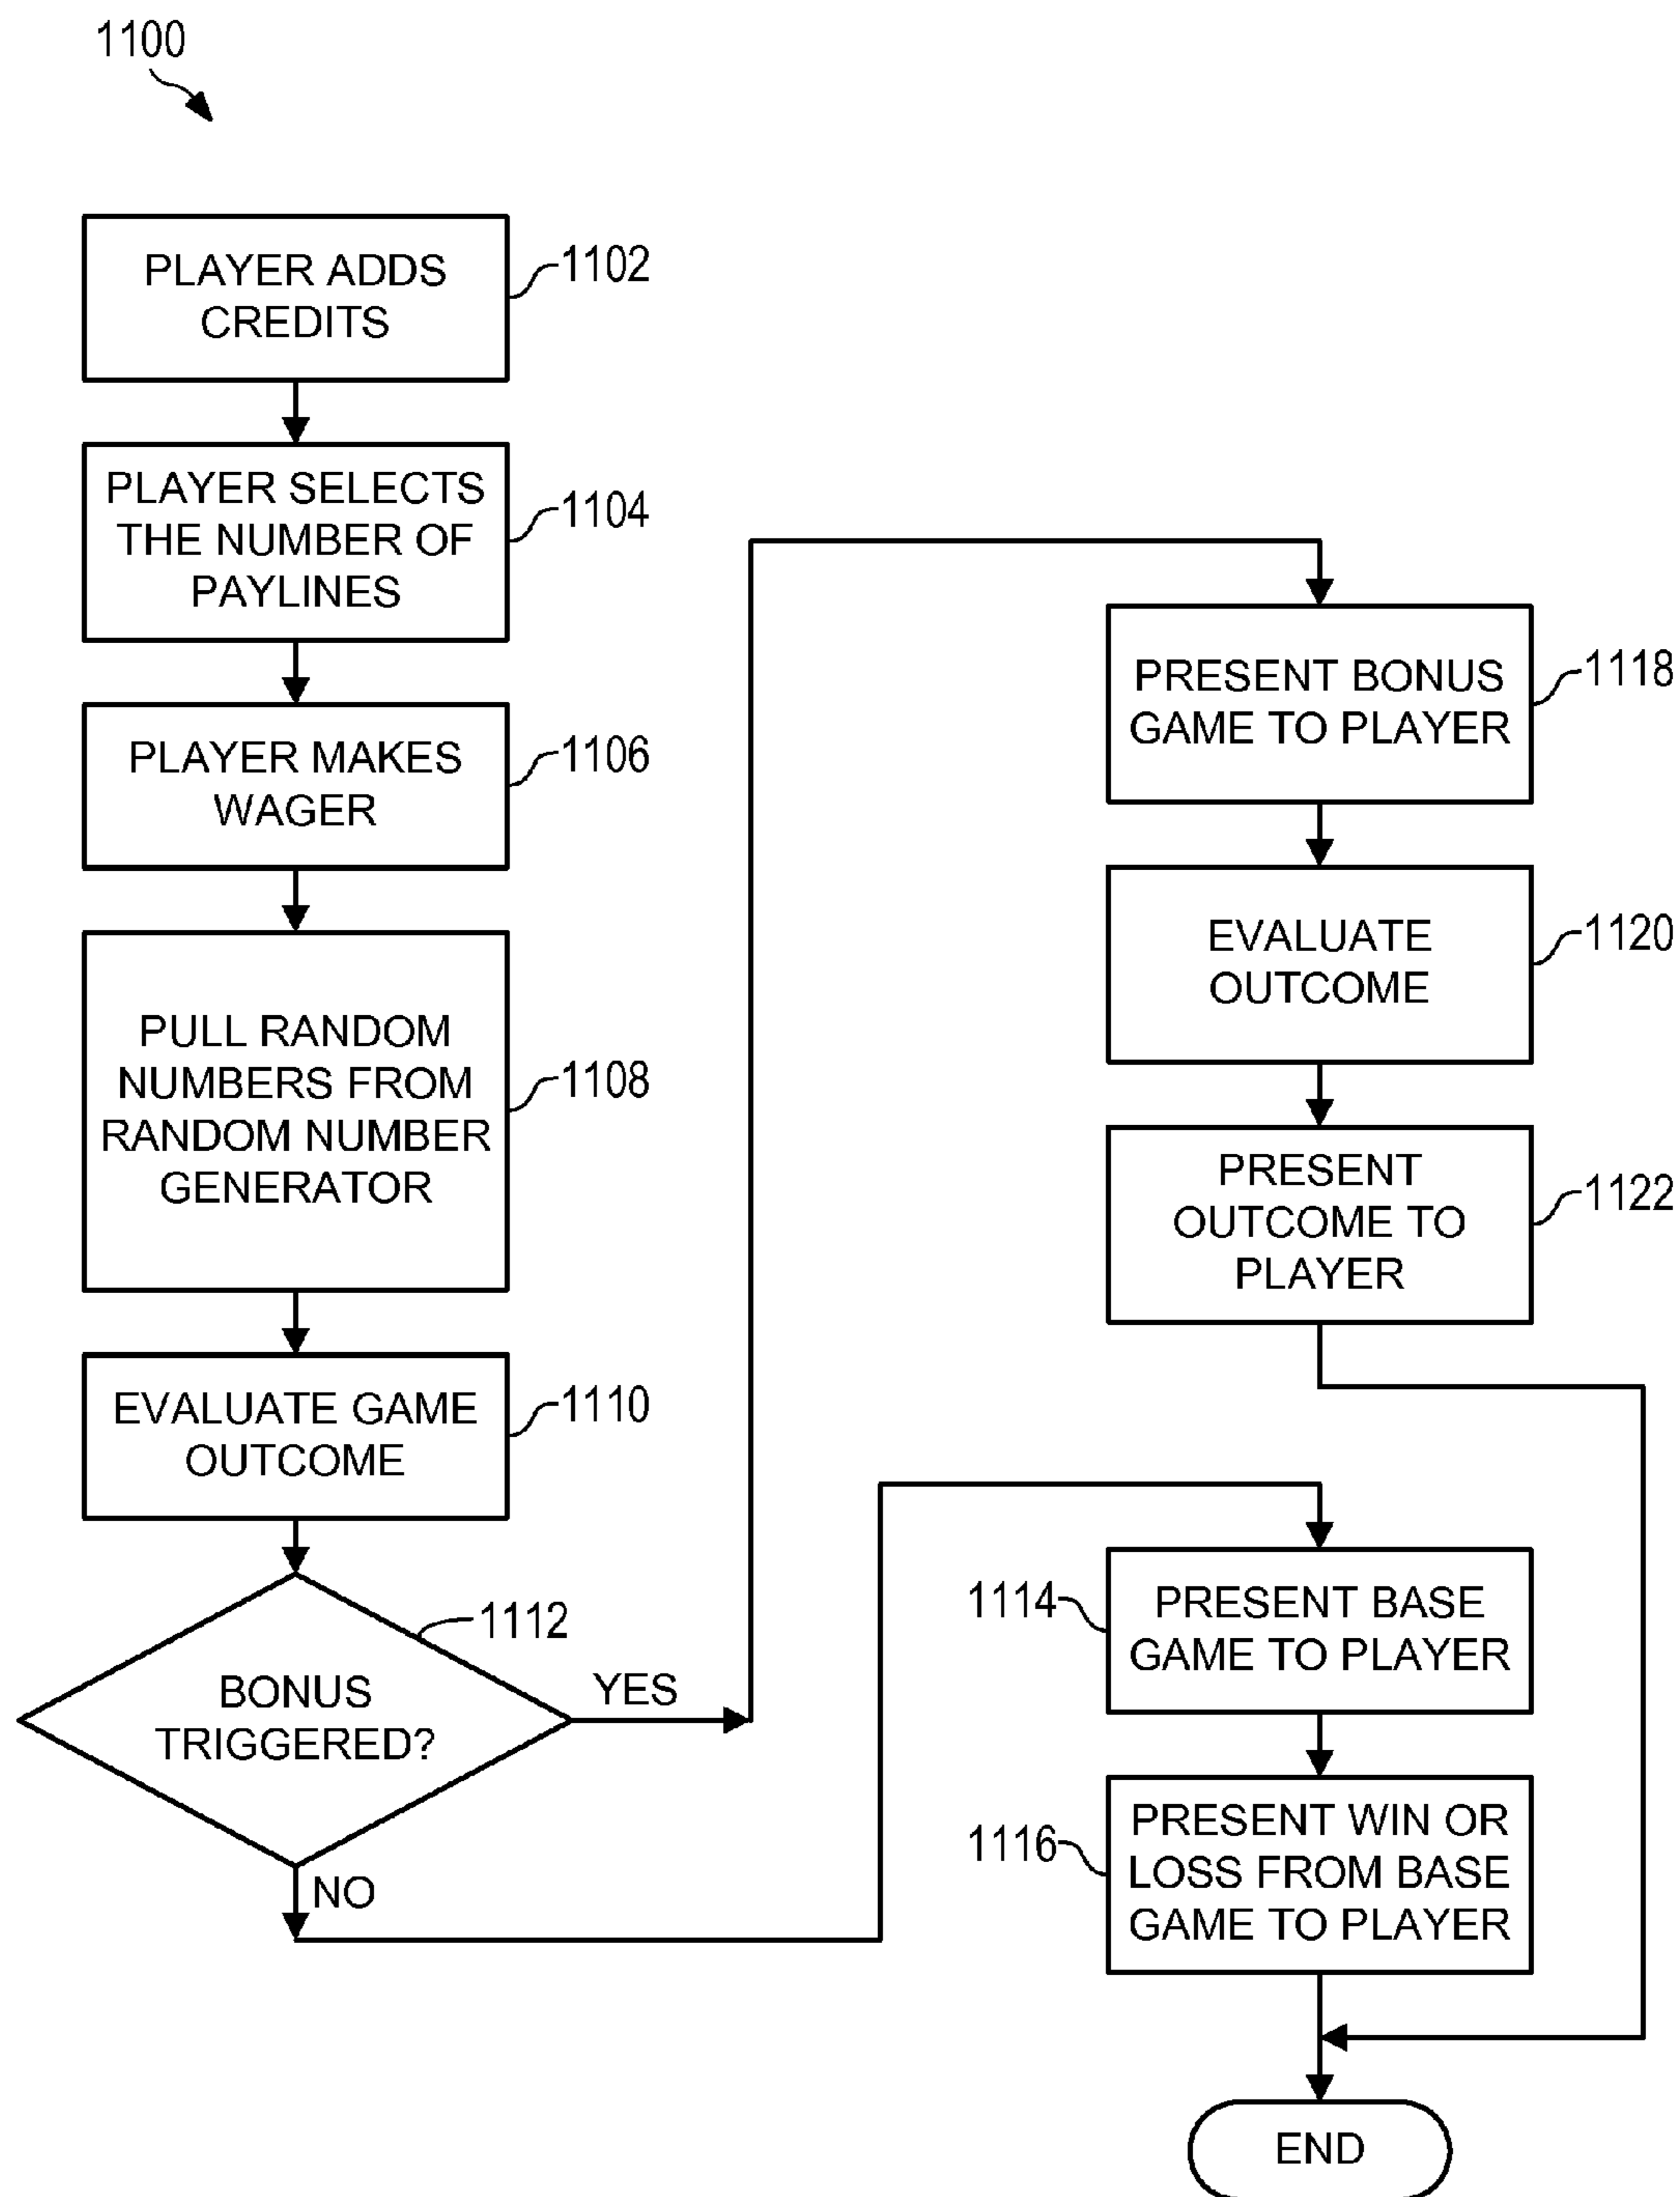 1100
PLAYER ADDS
CREDITS
1102
PLAYER SELECTS
THE NUMBER OF
PAYLINES
1104
PLAYER MAKES
WAGER
1106
PULL RANDOM
NUMBERS FROM
RANDOM NUMBER
GENERATOR
1108
EVALUATE GAME
OUTCOME
1110
BONUS
TRIGGERED?
1112
YES
NO
PRESENT BONUS
GAME TO PLAYER
1118
EVALUATE
OUTCOME
1120
PRESENT
OUTCOME TO
PLAYER
1122
1114
PRESENT BASE
GAME TO PLAYER
1116
PRESENT WIN OR
LOSS FROM BASE
GAME TO PLAYER
END